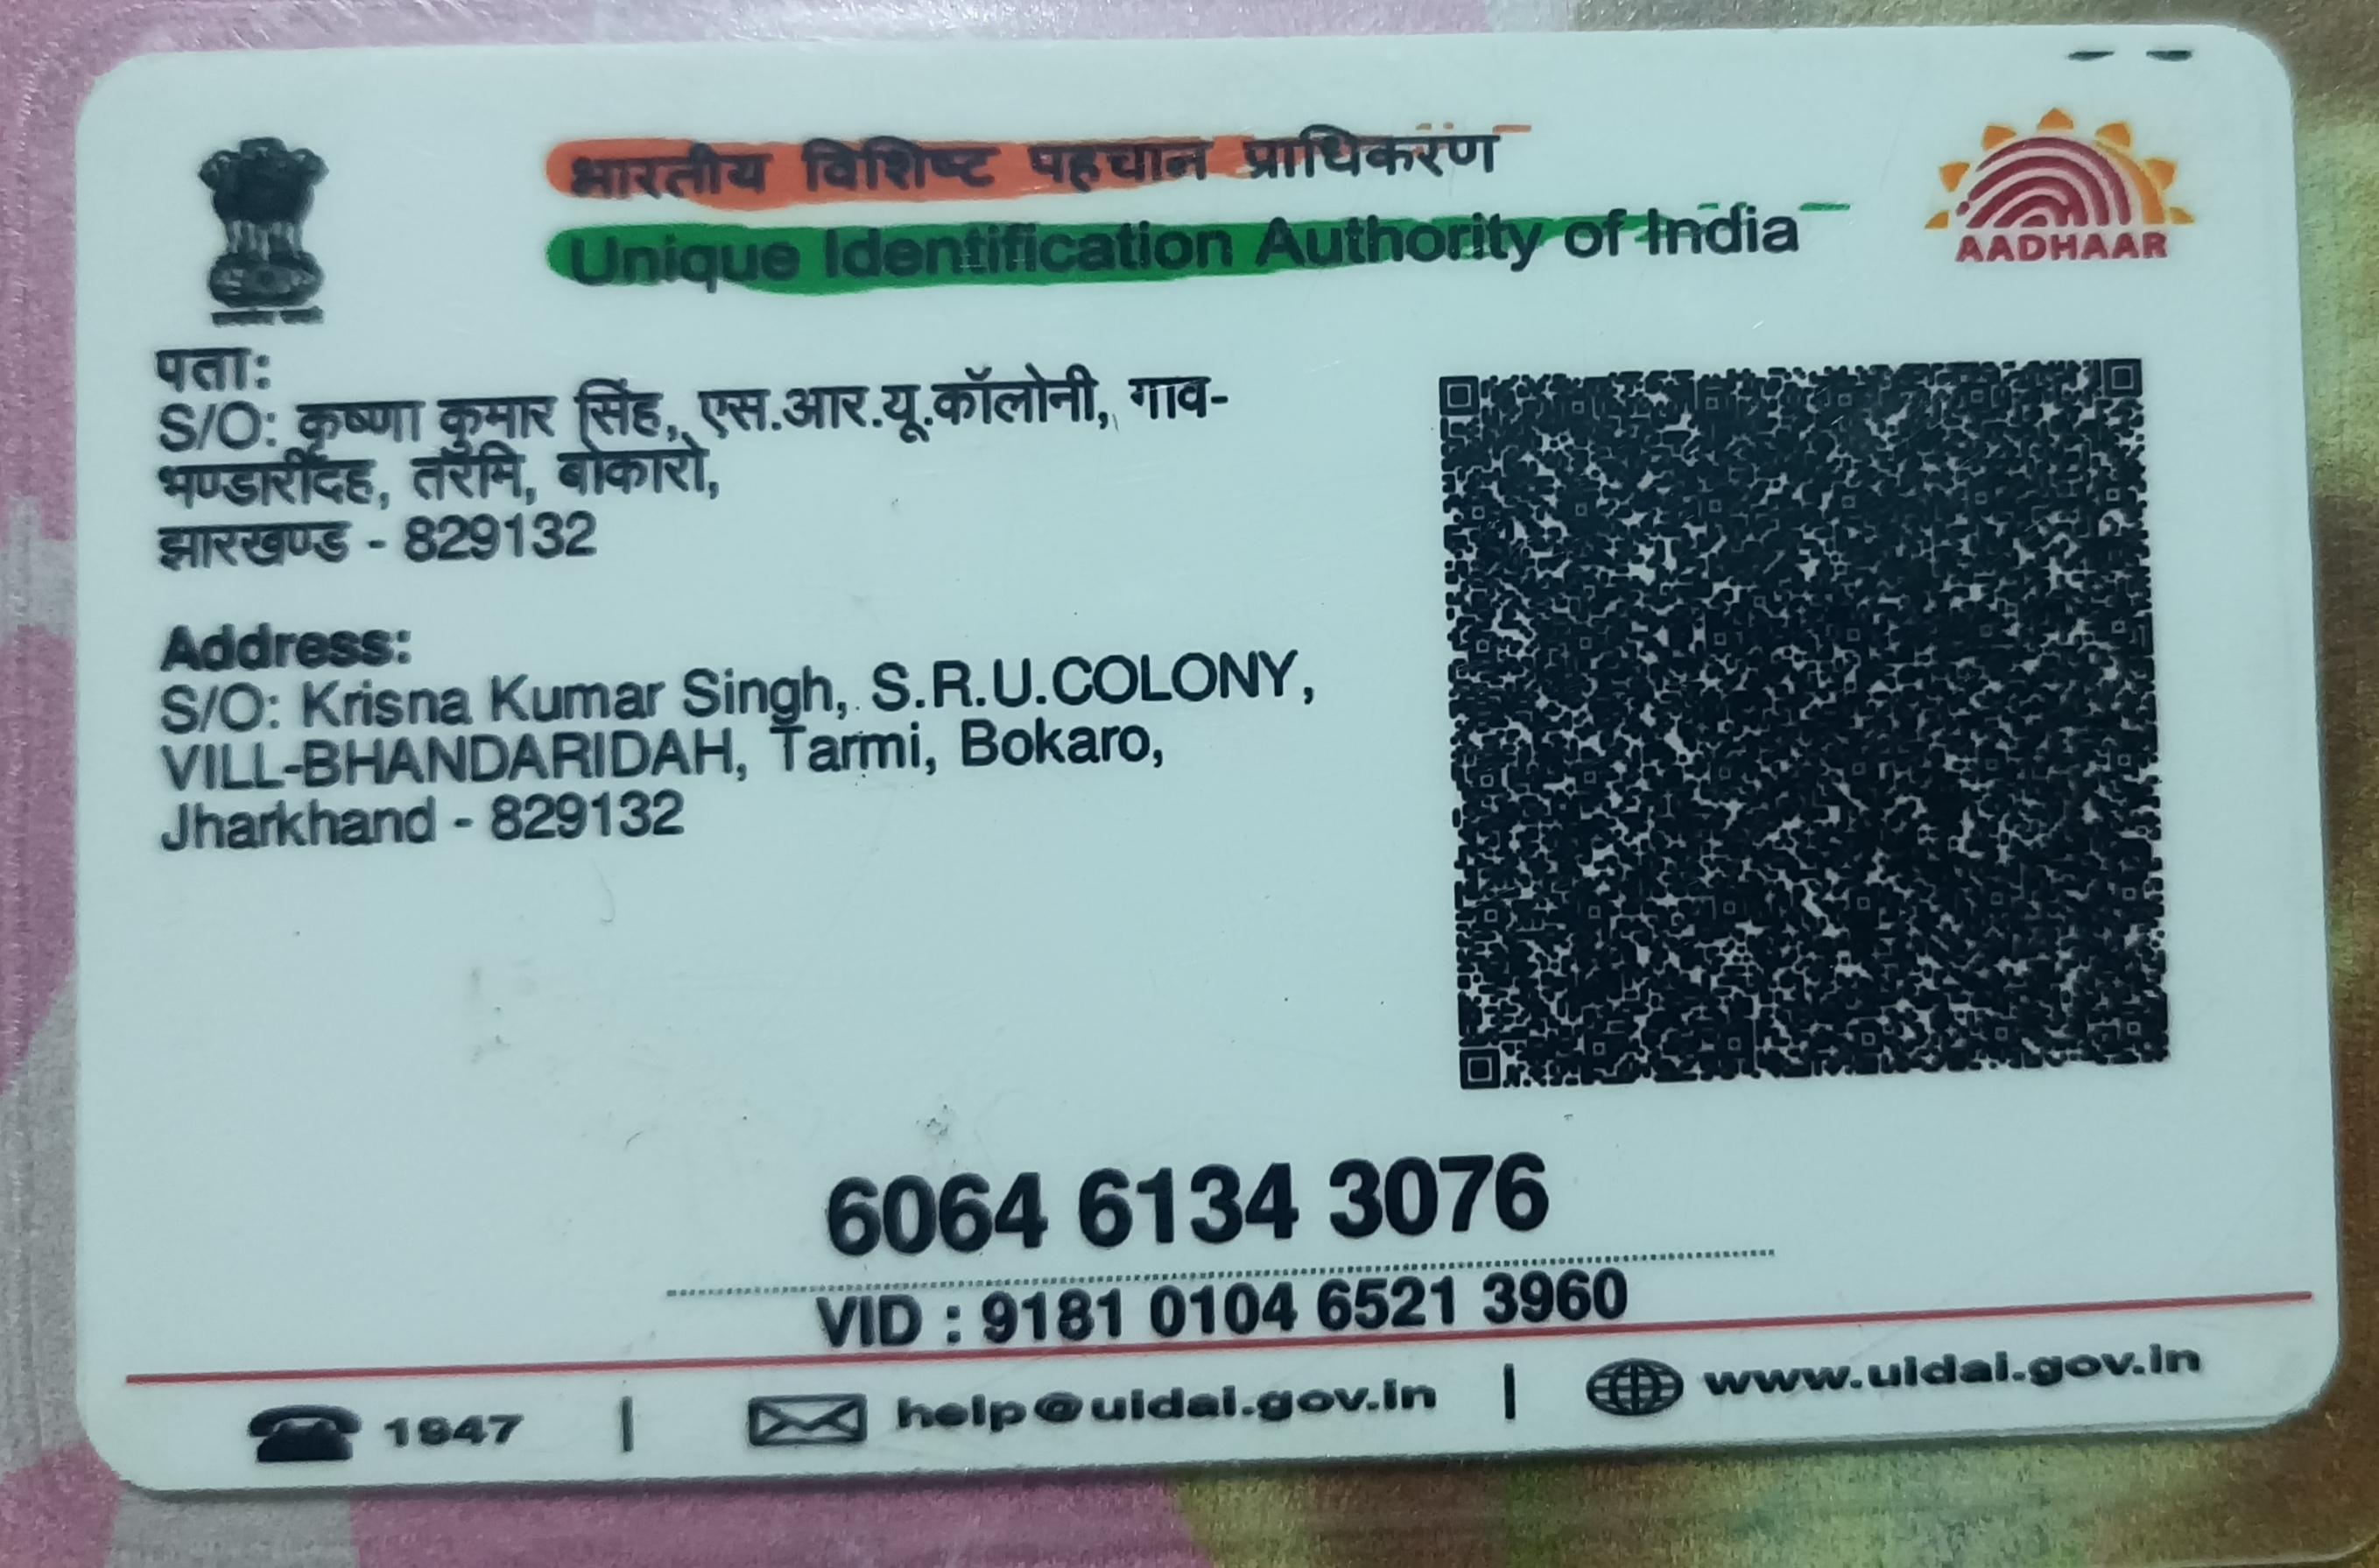 भारतीय विशिष्ट पहचान प्राधिकरण
Unique Identification Authority of India
AADHAAR
पता:
S/O: कृष्णा कुमार सिंह, एस.आर.यू.कॉलोनी, गाव-
भण्डारीदह, तरमि, बोकारो,
झारखण्ड - 829132
Address:
S/O: Krisna Kumar Singh, S.R.U.COLONY,
VILL-BHANDARIDAH, Tarmi, Bokaro,
Jharkhand - 829132
6064 6134 3076
VID : 9181 0104 6521 3960
1947 | help@uidai.gov.in | www.uidai.gov.in